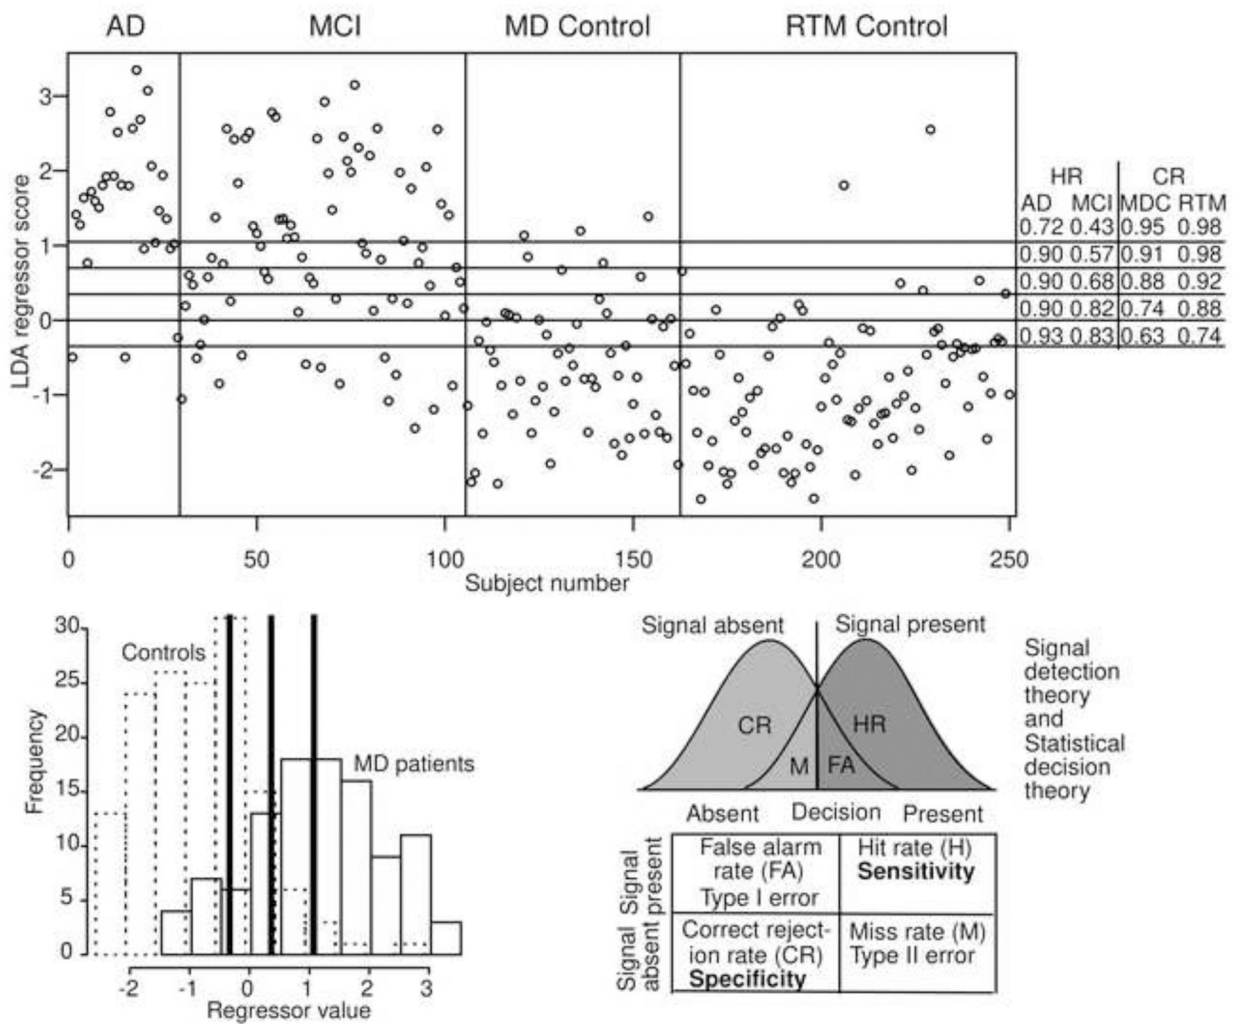 AD MCI MD Control RTM Control
LDA regressor score
3
2
1
0
-1
-2
0 50 100 150 200 250
Subject number
HR CR
AD MCI MDC RTM
0.72 0.43 0.95 0.98
0.90 0.57 0.91 0.98
0.90 0.68 0.88 0.92
0.90 0.82 0.74 0.88
0.93 0.83 0.63 0.74
Frequency
30
25
20
15
10
5
0
Controls
MD patients
-2 -1 0 1 2 3
Regressor value
Signal absent Signal present
CR HR
M FA
Absent Decision Present
Signal
detection
theory
and
Statistical
decision
theory
Signal
present
False alarm
rate (FA)
Type I error
Hit rate (H)
Sensitivity
Signal
absent
Correct reject-
ion rate (CR)
Specificity
Miss rate (M)
Type II error